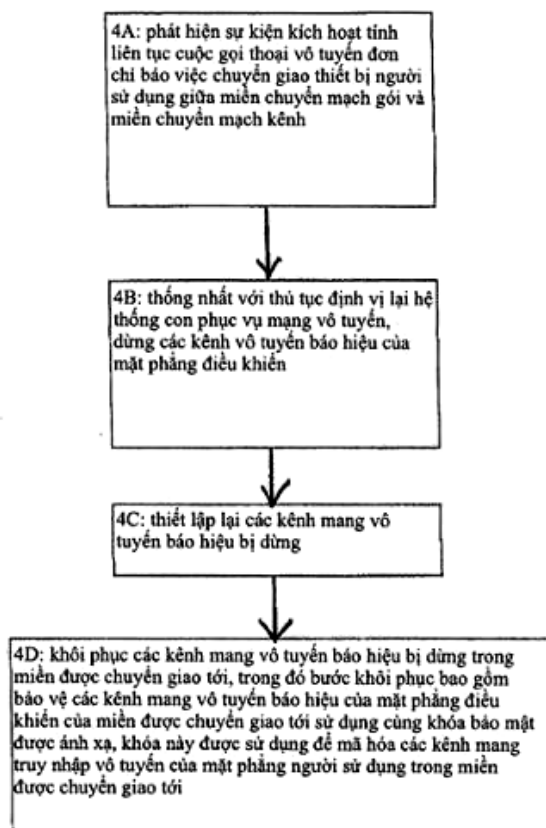 4A: phát hiện sự kiện kích hoạt tính
liên tục cuộc gọi thoại vô tuyến đơn
chỉ báo việc chuyển giao thiết bị người
sử dụng giữa miền chuyển mạch gói và
miền chuyển mạch kênh
4B: thống nhất với thủ tục định vị lại hệ
thống con phục vụ mạng vô tuyến,
dừng các kênh vô tuyến báo hiệu của
mặt phẳng điều khiển
4C: thiết lập lại các kênh mang vô
tuyến báo hiệu bị dừng
4D: khôi phục các kênh mang vô tuyến báo hiệu bị dừng trong
miền được chuyển giao tới, trong đó bước khôi phục bao gồm
bảo vệ các kênh mang vô tuyến báo hiệu của mặt phẳng điều
khiển của miền được chuyển giao tới sử dụng cùng khóa bảo mật
được ánh xạ, khóa này được sử dụng để mã hóa các kênh mang
truy nhập vô tuyến của mặt phẳng người sử dụng trong miền
được chuyển giao tới